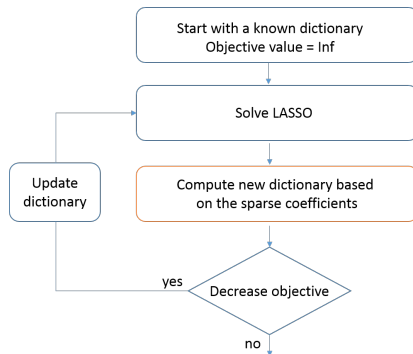 Start with a known dictionary
Objective value = Inf
Solve LASSO
Update
dictionary
Compute new dictionary based
on the sparse coefficients
yes
Decrease objective
no